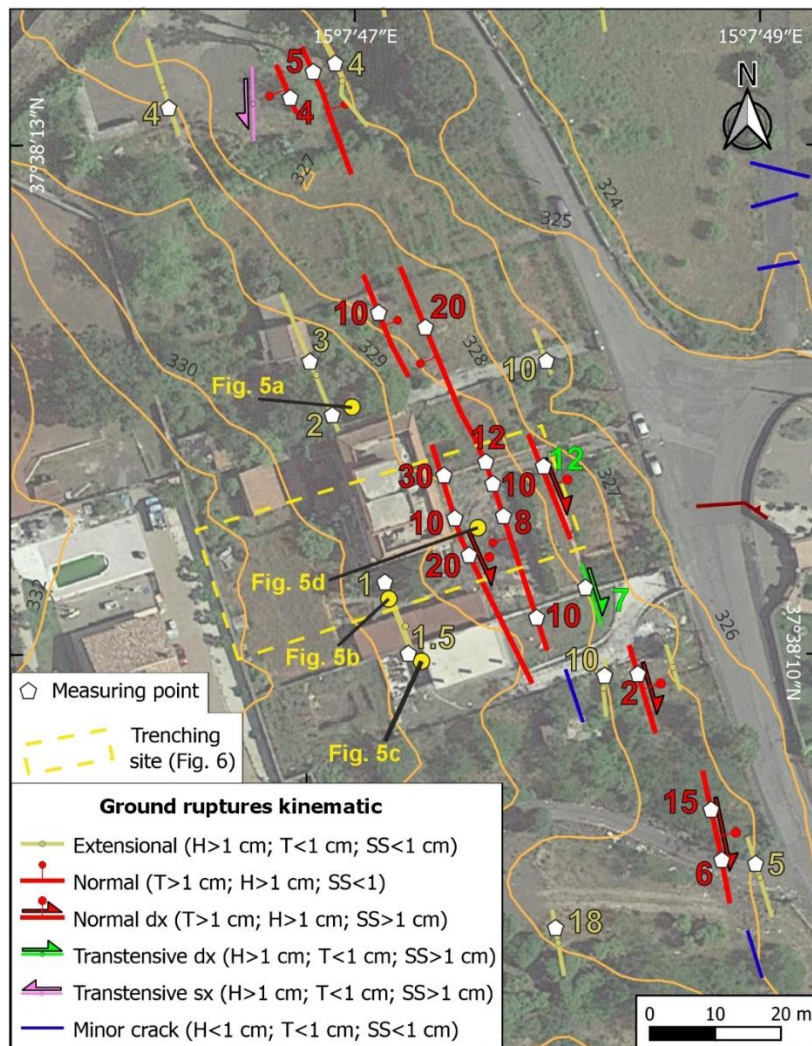 15°7'47"E
15°7'49"E
N
37°38'13"N
4
5
4
4
327
324
325
10
20
3
329
328
330
10
Fig. 5a
2
12
12
30
10
327
10
8
20
332
Fig. 5d
1
7
10
Fig. 5b
1.5
326
37°38'10"N
10
2
Fig. 5c
15
6
5
18
Measuring point
Trenching
site (Fig. 6)
Ground ruptures kinematic
Extensional (H>1 cm; T<1 cm; SS<1 cm)
Normal (T>1 cm; H>1 cm; SS<1)
Normal dx (T>1 cm; H>1 cm; SS>1 cm)
Transtensive dx (H>1 cm; T<1 cm; SS>1 cm)
Transtensive sx (H>1 cm; T<1 cm; SS>1 cm)
Minor crack (H<1 cm; T<1 cm; SS<1 cm)
0 10 20 m